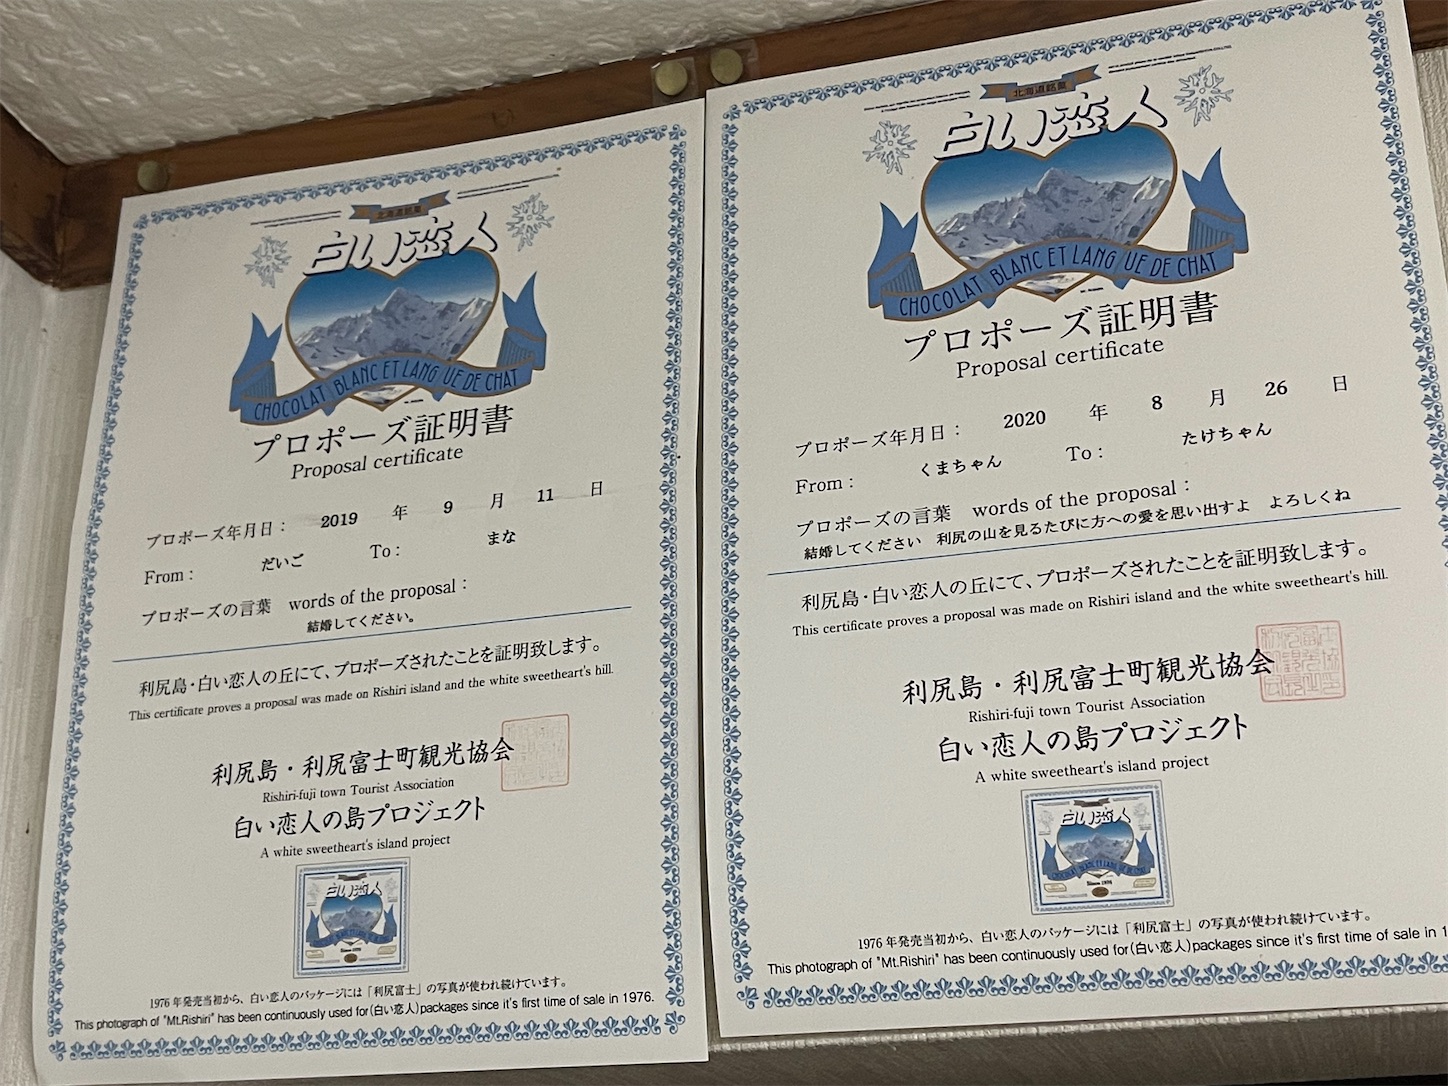 北海道銘菓
白い恋人
CHOCOLAT BLANC ET LANGUE DE CHAT
プロポーズ証明書
Proposal certificate
プロポーズ年月日： 2019 年 9 月 11 日
From： だいご To： まな
プロポーズの言葉 words of the proposal：
結婚してください。
利尻島・白い恋人の丘にて、プロポーズされたことを証明致します。
This certificate proves a proposal was made on Rishiri island and the white sweetheart's hill.
利尻島・利尻富士町観光協会
Rishiri-fuji town Tourist Association
白い恋人の島プロジェクト
A white sweetheart's island project
白い恋人
Since 1976
1976 年発売当初から、白い恋人のパッケージには「利尻富士」の写真が使われ続けています。
This photograph of "Mt.Rishiri" has been continuously used for(白い恋人)packages since it's first time of sale in 1976.
北海道銘菓
白い恋人
CHOCOLAT BLANC ET LANGUE DE CHAT
プロポーズ証明書
Proposal certificate
プロポーズ年月日： 2020 年 8 月 26 日
From： くまちゃん To： たけちゃん
プロポーズの言葉 words of the proposal：
結婚してください 利尻の山を見るたびに方への愛を思い出すよ よろしくね
利尻島・白い恋人の丘にて、プロポーズされたことを証明致します。
This certificate proves a proposal was made on Rishiri island and the white sweetheart's hill.
利尻島・利尻富士町観光協会
Rishiri-fuji town Tourist Association
白い恋人の島プロジェクト
A white sweetheart's island project
白い恋人
CHOCOLAT BLANC ET LANGUE DE CHAT
Since 1976
1976 年発売当初から、白い恋人のパッケージには「利尻富士」の写真が使われ続けています。
This photograph of "Mt.Rishiri" has been continuously used for(白い恋人)packages since it's first time of sale in 1